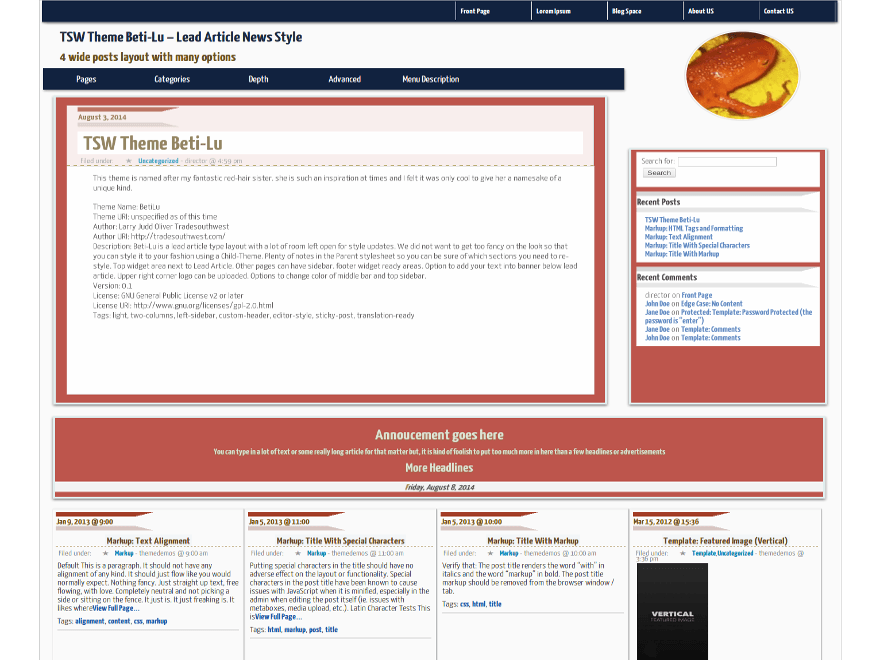 Front Page
Lorem Ipsum
Blog Space
About US
Contact US
TSW Theme Beti-Lu – Lead Article News Style
4 wide posts layout with many options
Pages
Categories
Depth
Advanced
Menu Description
August 3, 2014
TSW Theme Beti-Lu
Filed under: ★ Uncategorized - director @ 4:59 pm
This theme is named after my fantastic red-hair sister. she is such an inspiration at times and I felt it was only cool to give her a namesake of a
unique kind.
Theme Name: BetiLu
Theme URI: unspecified as of this time
Author: Larry Judd Oliver Tradesouthwest
Author URI: http://tradesouthwest.com/
Description: Beti-Lu is a lead article type layout with a lot of room left open for style updates. We did not want to get too fancy on the look so that
you can style it to your fashion using a Child-Theme. Plenty of notes in the Parent stylesheet so you can be sure of which sections you need to re-
style. Top widget area next to Lead Article. Other pages can have sidebar. footer widget ready areas. Option to add your text into banner below lead
article. Upper right corner logo can be uploaded. Options to change color of middle bar and top sidebar.
Version: 0.1
License: GNU General Public License v2 or later
License URI: http://www.gnu.org/licenses/gpl-2.0.html
Tags: light, two-columns, left-sidebar, custom-header, editor-style, sticky-post, translation-ready
Search for:
Search
Recent Posts
TSW Theme Beti-Lu
Markup: HTML Tags and Formatting
Markup: Text Alignment
Markup: Title With Special Characters
Markup: Title With Markup
Recent Comments
director on Front Page
John Doe on Edge Case: No Content
Jane Doe on Protected: Template: Password Protected (the
password is "enter")
Jane Doe on Template: Comments
John Doe on Template: Comments
Annoucement goes here
You can type in a lot of text or some really long article for that matter but, it is kind of foolish to put too much more in here than a few headlines or advertisements
More Headlines
Friday, August 8, 2014
Jan 9, 2013 @ 9:00
Markup: Text Alignment
Filed under: ★ Markup - themedemos @ 9:00 am
Default This is a paragraph. It should not have any
alignment of any kind. It should just flow like you would
normally expect. Nothing fancy. Just straight up text, free
flowing, with love. Completely neutral and not picking a
side or sitting on the fence. It just is. It just freaking is. It
likes whereView Full Page...
Tags: alignment, content, css, markup
Jan 5, 2013 @ 11:00
Markup: Title With Special Characters
Filed under: ★ Markup - themedemos @ 11:00 am
Putting special characters in the title should have no
adverse effect on the layout or functionality. Special
characters in the post title have been known to cause
issues with JavaScript when it is minified, especially in the
admin when editing the post itself (ie. issues with
metaboxes, media upload, etc.). Latin Character Tests This
isView Full Page...
Tags: html, markup, post, title
Jan 5, 2013 @ 10:00
Markup: Title With Markup
Filed under: ★ Markup - themedemos @ 10:00 am
Verify that: The post title renders the word "with" in
italics and the word "markup" in bold. The post title
markup should be removed from the browser window /
tab.
Tags: css, html, title
Mar 15, 2012 @ 15:36
Template: Featured Image (Vertical)
Filed under: ★ Template,Uncategorized - themedemos @
3:36 pm
VERTICAL
FEATURED IMAGE